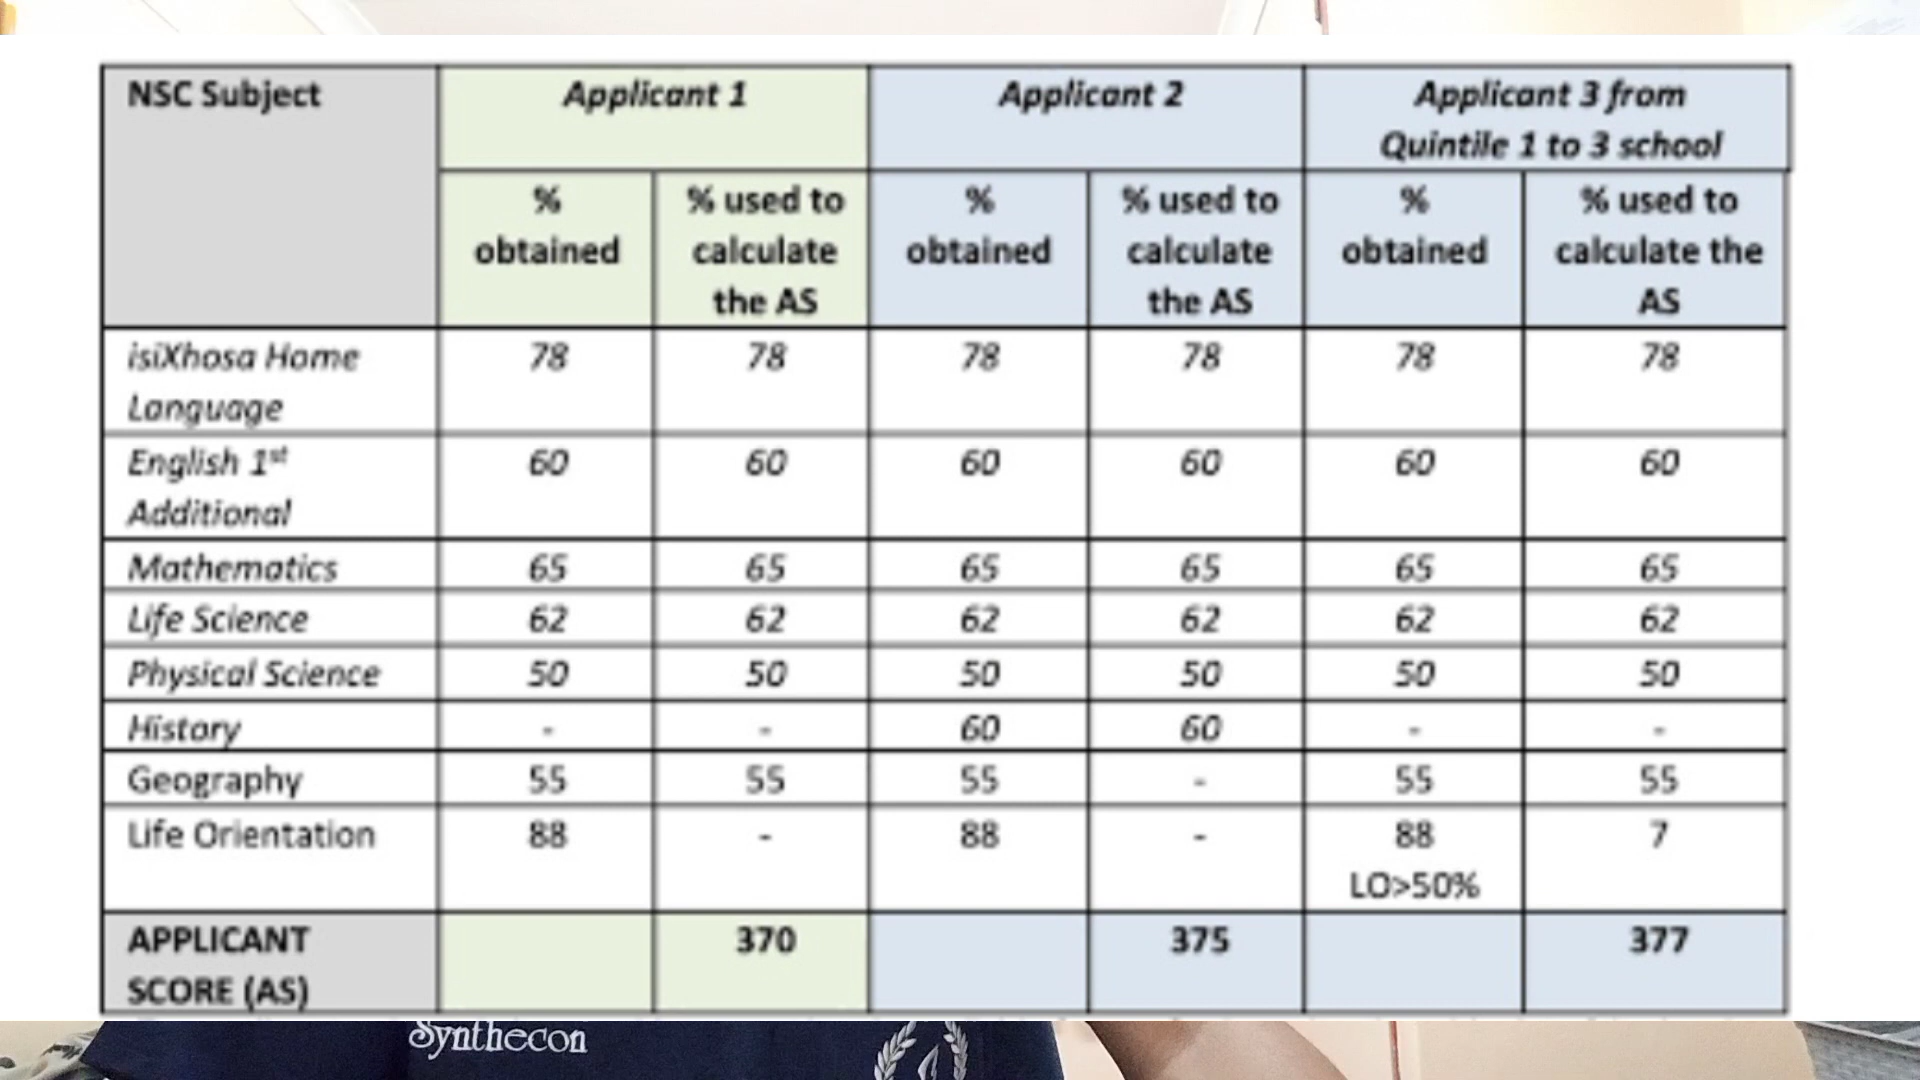 NSC Subject
Applicant 1
Applicant 2
Applicant 3 from
Quintile 1 to 3 school
%
obtained
% used to
calculate
the AS
%
obtained
% used to
calculate
the AS
%
obtained
% used to
calculate the
AS
isiXhosa Home
Language
78
78
78
78
78
78
English 1st
Additional
60
60
60
60
60
60
Mathematics
65
65
65
65
65
65
Life Science
62
62
62
62
62
62
Physical Science
50
50
50
50
50
50
History
-
-
60
60
-
-
Geography
55
55
55
-
55
55
Life Orientation
88
-
88
-
88
LO>50%
7
APPLICANT
SCORE (AS)
370
375
377
Synthecon